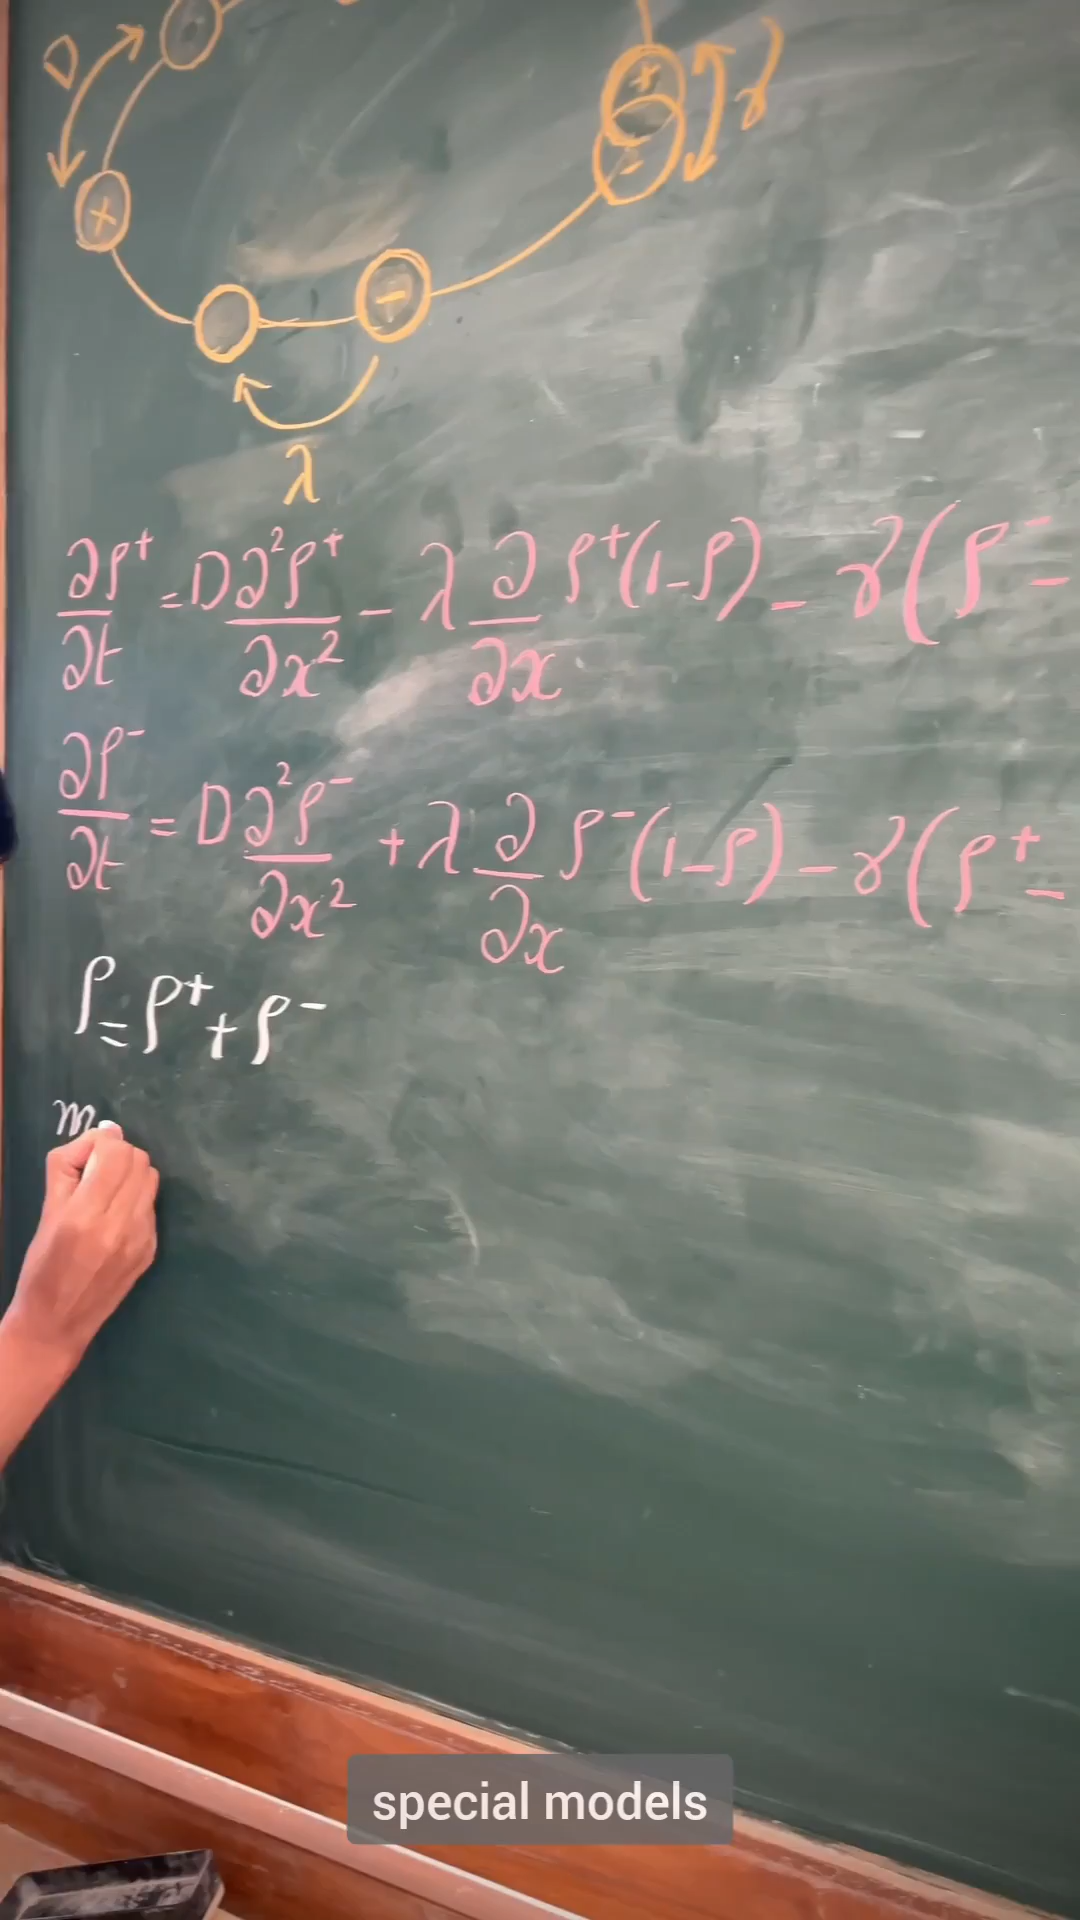 D
+
+
-
γ
+
-
λ
∂ρ⁺/∂t = D ∂²ρ⁺/∂x² - λ ∂/∂x ρ⁺(1-ρ) - γ(ρ⁻ -
∂ρ⁻/∂t = D ∂²ρ⁻/∂x² + λ ∂/∂x ρ⁻(1-ρ) - γ(ρ⁺ -
ρ = ρ⁺ + ρ⁻
m
special models